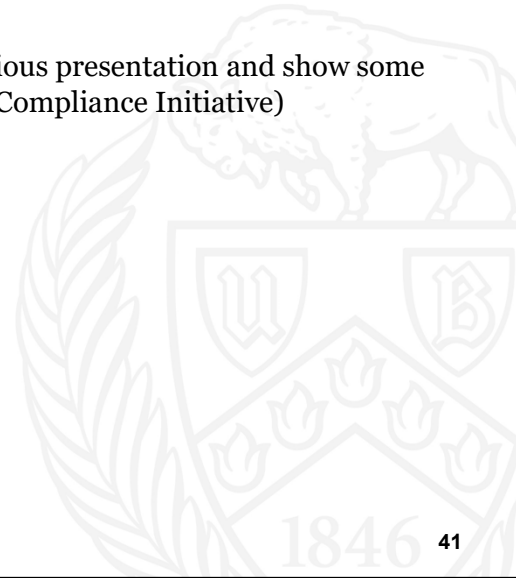 ious presentation and show some
Compliance Initiative)
U B
1846
41